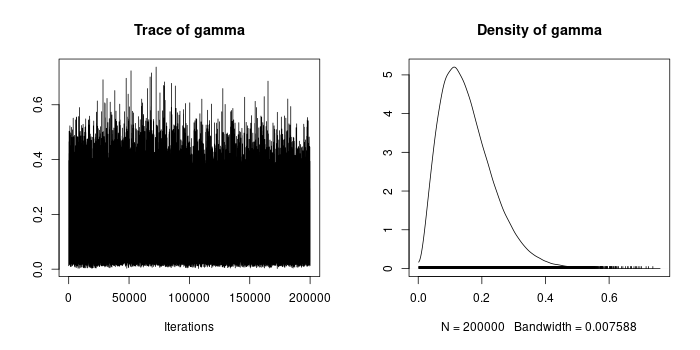 Trace of gamma
0.0 0.2 0.4 0.6
0 50000 100000 150000 200000
Iterations
Density of gamma
0 1 2 3 4 5
0.0 0.2 0.4 0.6
N = 200000 Bandwidth = 0.007588